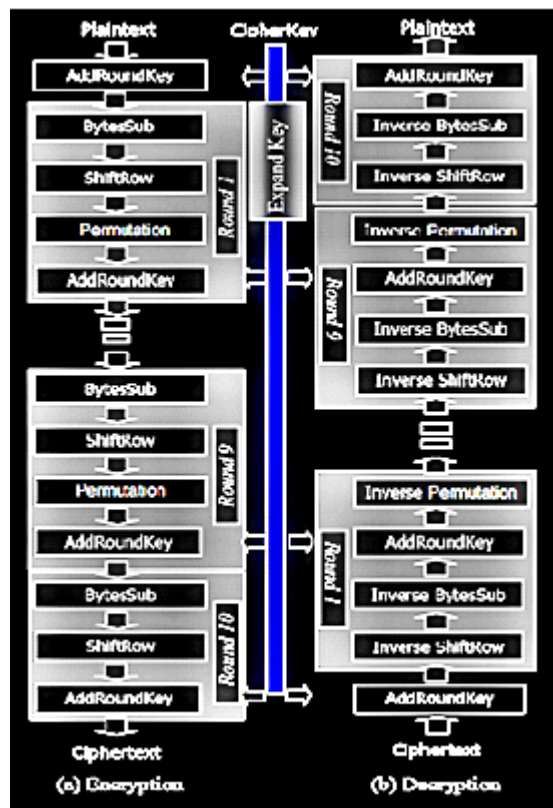 Plaintext
AddRoundKey
BytesSub
ShiftRow
Permutation
AddRoundKey
Round 1
BytesSub
ShiftRow
Permutation
AddRoundKey
Round 9
BytesSub
ShiftRow
AddRoundKey
Round 10
Ciphertext
(a) Encryption
CipherKey
Expand Key
Plaintext
AddRoundKey
Inverse BytesSub
Inverse ShiftRow
Round 10
Inverse Permutation
AddRoundKey
Inverse BytesSub
Inverse ShiftRow
Round 9
Inverse Permutation
AddRoundKey
Inverse BytesSub
Inverse ShiftRow
Round 1
AddRoundKey
Ciphertext
(b) Decryption